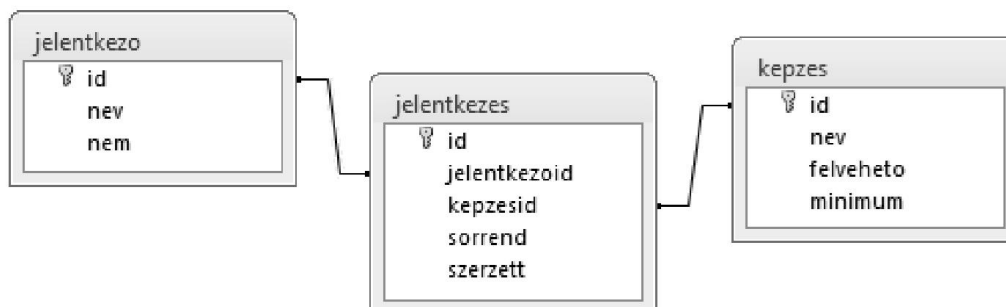 jelentkezo
id
nev
nem
jelentkezes
id
jelentkezoid
kepzesid
sorrend
szerzett
kepzes
id
nev
felveheto
minimum